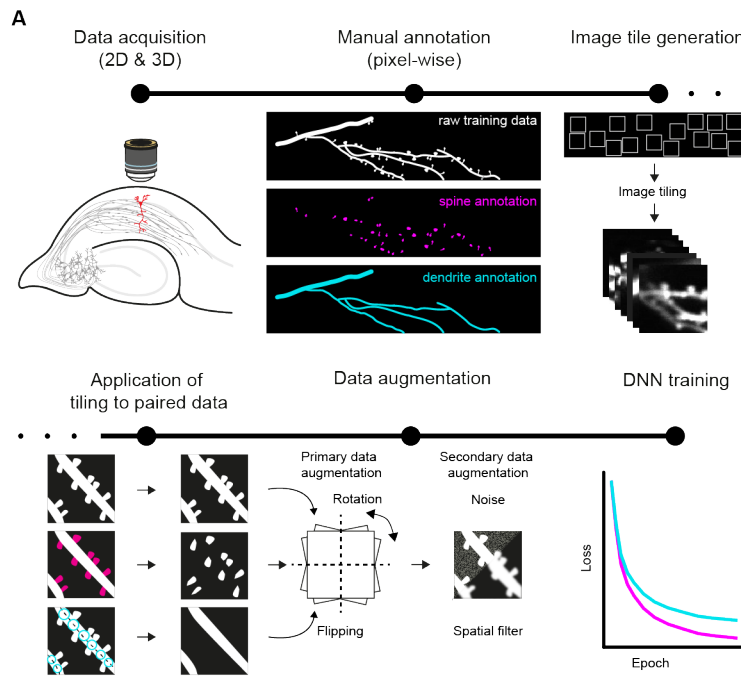 A
Data acquisition
(2D & 3D)
Manual annotation
(pixel-wise)
Image tile generation
raw training data
spine annotation
dendrite annotation
Image tiling
Application of
tiling to paired data
Data augmentation
DNN training
Primary data
augmentation
Secondary data
augmentation
Rotation
Noise
Flipping
Spatial filter
Loss
Epoch